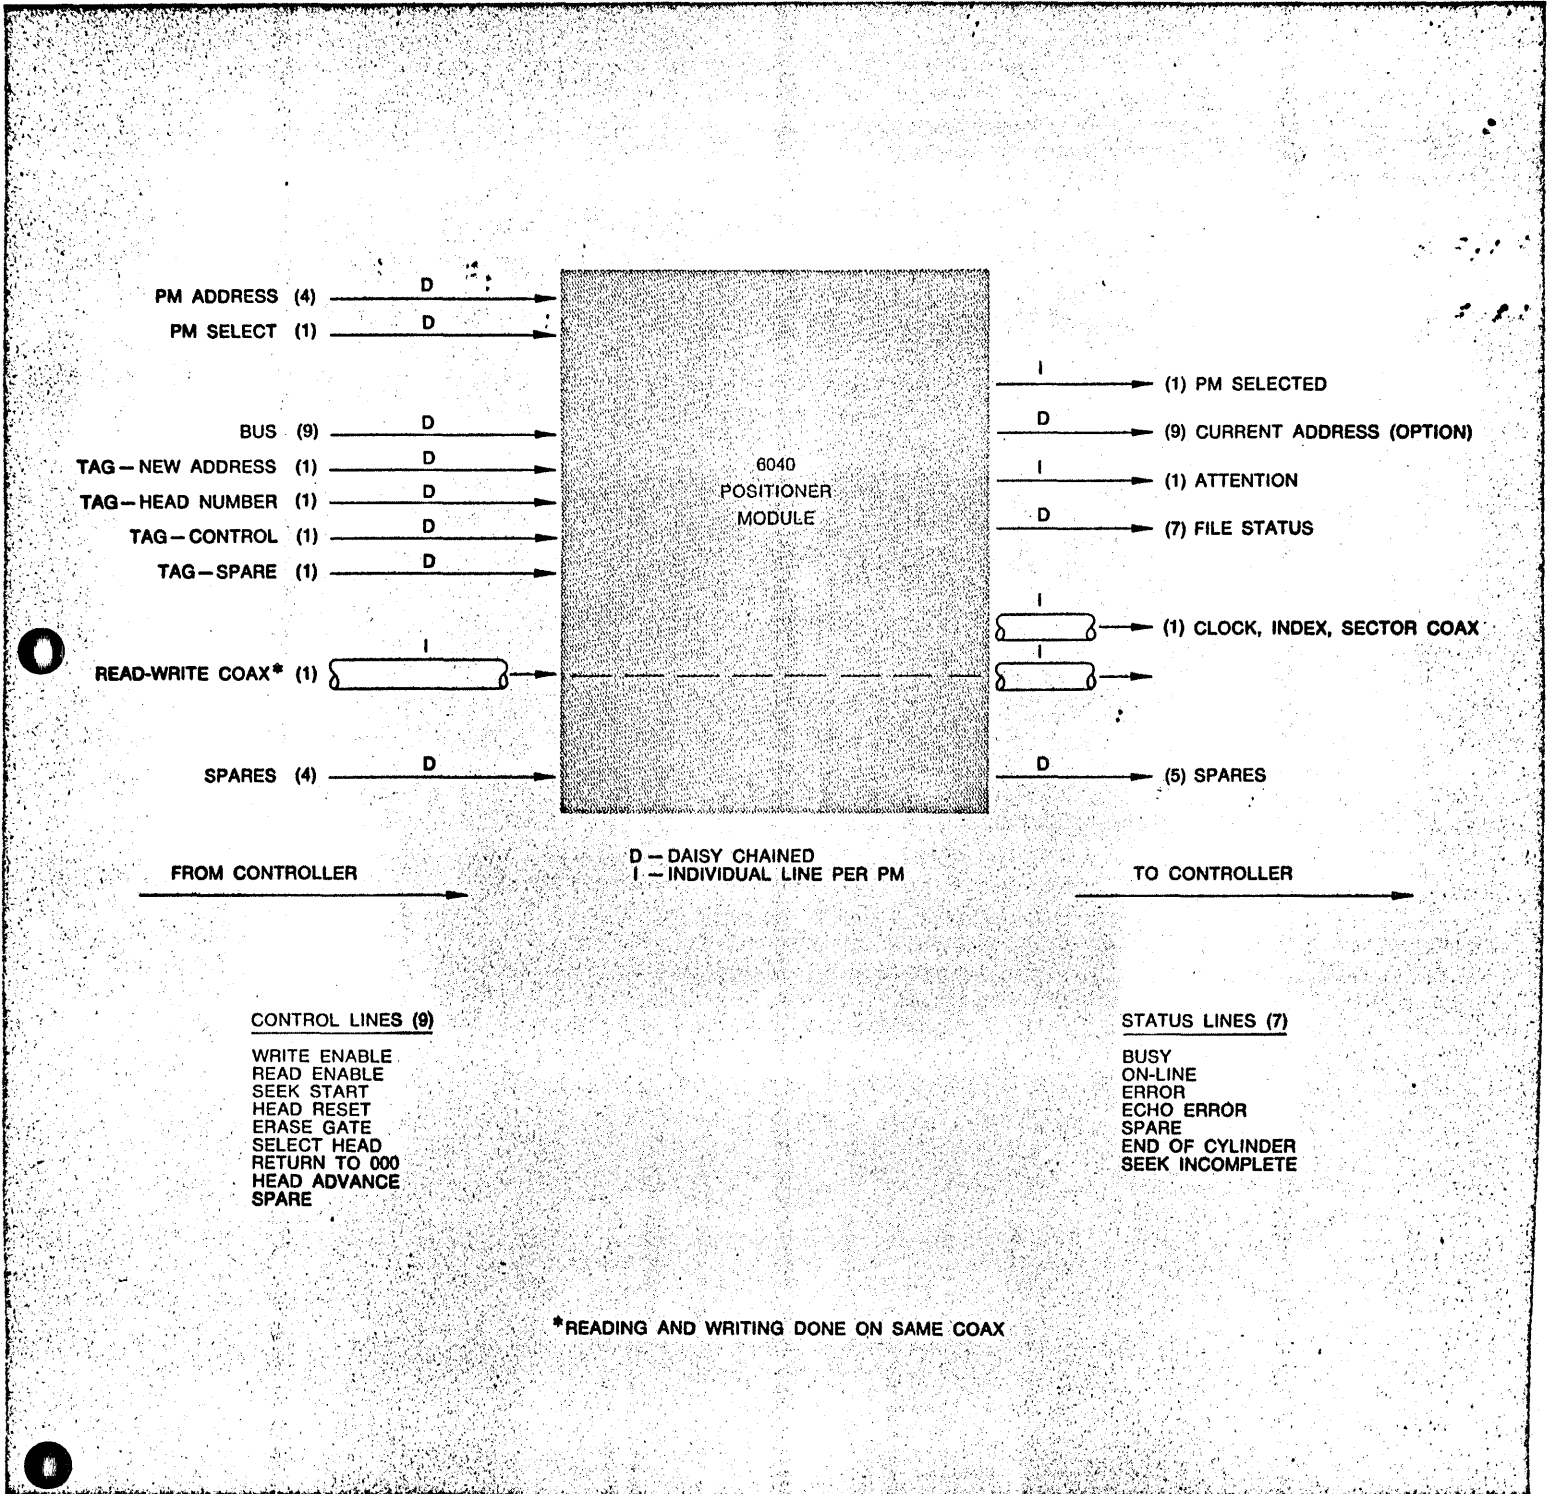 PM ADDRESS (4) D
PM SELECT (1) D
BUS (9) D
TAG—NEW ADDRESS (1) D
TAG—HEAD NUMBER (1) D
TAG—CONTROL (1) D
TAG—SPARE (1) D
READ-WRITE COAX* (1) I
SPARES (4) D
6040
POSITIONER
MODULE
I (1) PM SELECTED
D (9) CURRENT ADDRESS (OPTION)
I (1) ATTENTION
D (7) FILE STATUS
I (1) CLOCK, INDEX, SECTOR COAX
I
D (5) SPARES
D — DAISY CHAINED
I — INDIVIDUAL LINE PER PM
FROM CONTROLLER
TO CONTROLLER
CONTROL LINES (9)
WRITE ENABLE
READ ENABLE
SEEK START
HEAD RESET
ERASE GATE
SELECT HEAD
RETURN TO 000
HEAD ADVANCE
SPARE
STATUS LINES (7)
BUSY
ON-LINE
ERROR
ECHO ERROR
SPARE
END OF CYLINDER
SEEK INCOMPLETE
*READING AND WRITING DONE ON SAME COAX